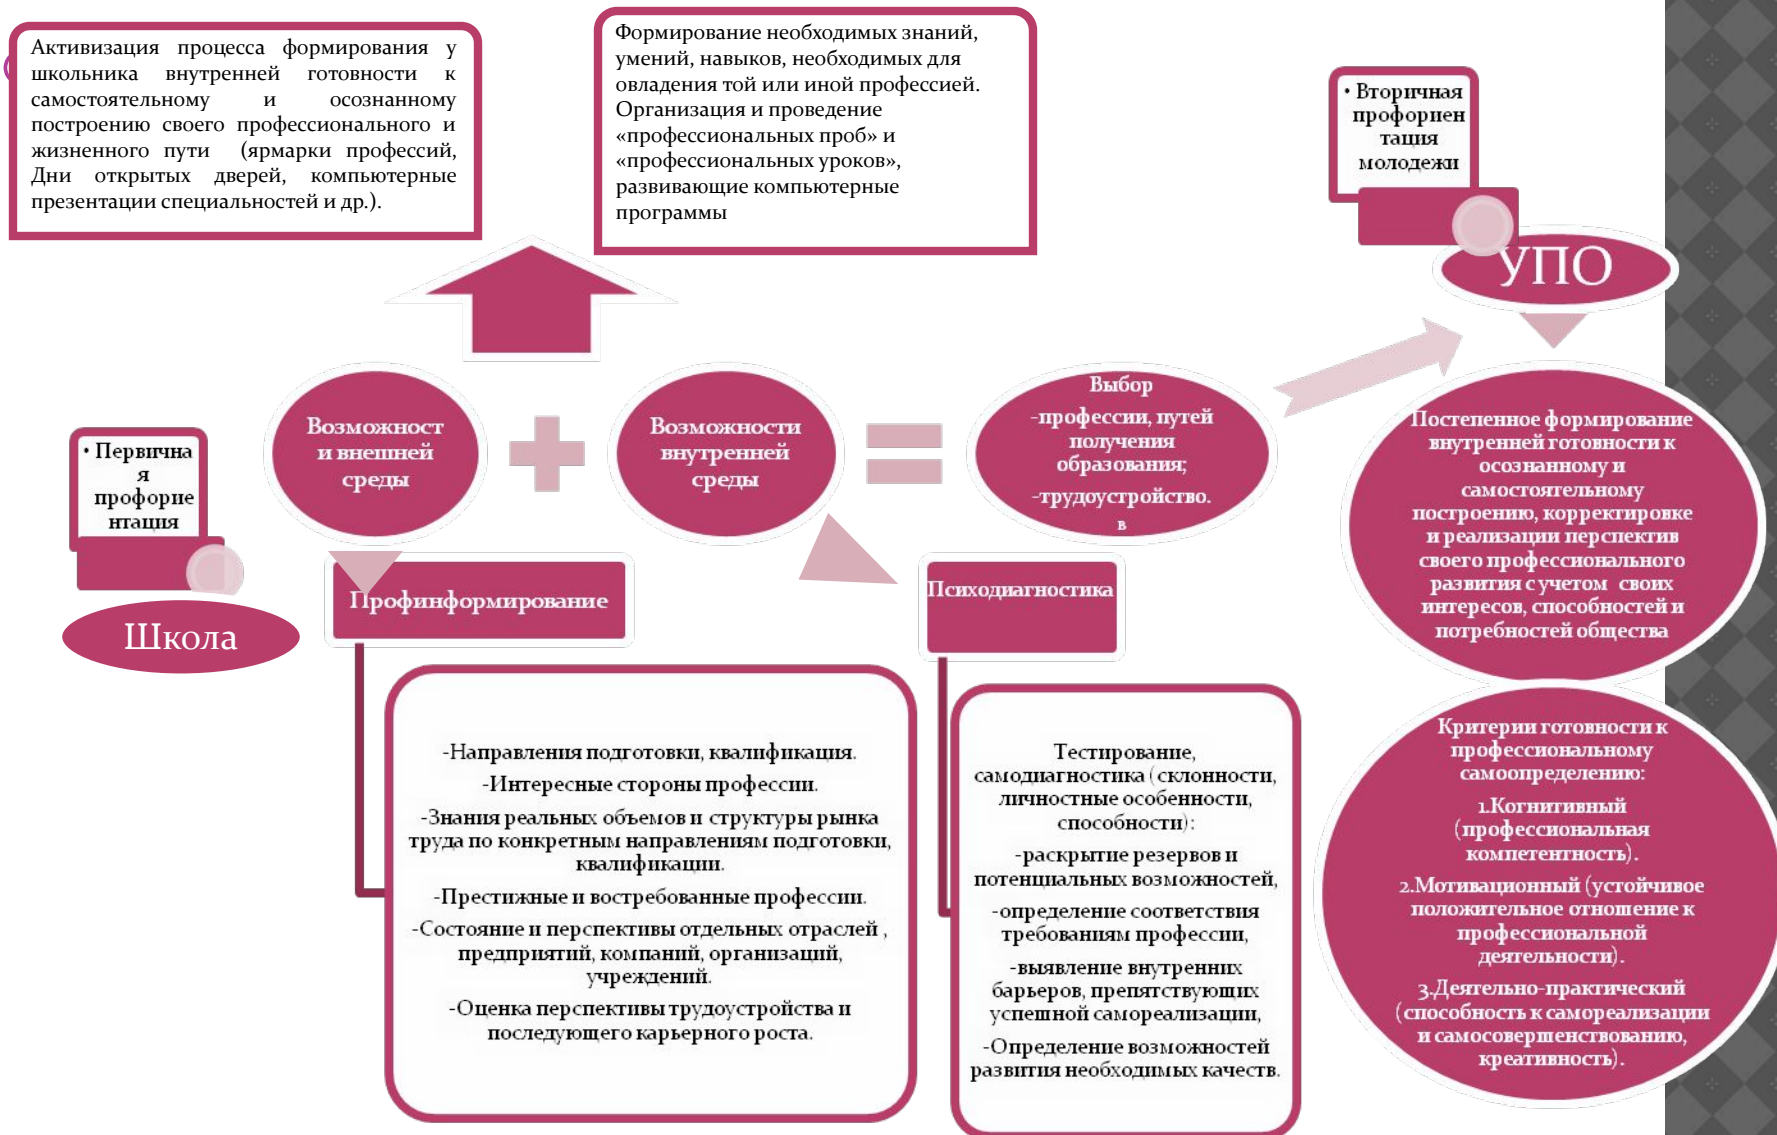 Активизация процесса формирования у
школьника внутренней готовности к
самостоятельному и осознанному
построению своего профессионального и
жизненного пути (ярмарки профессий,
Дни открытых дверей, компьютерные
презентации специальностей и др.).
Формирование необходимых знаний,
умений, навыков, необходимых для
овладения той или иной профессией.
Организация и проведение
«профессиональных проб» и
«профессиональных уроков»,
развивающие компьютерные
программы
• Вторичная
профориен
тация
молодежи
УПО
• Первична
я
профорие
нтация
Школа
Возможност
и внешней
среды
Возможности
внутренней
среды
Выбор
-профессии, путей
получения
образования;
-трудоустройство.
в
Профинформирование
Психодиагностика
-Направления подготовки, квалификация.
-Интересные стороны профессии.
-Знания реальных объемов и структуры рынка
труда по конкретным направлениям подготовки,
квалификации.
-Престижные и востребованные профессии.
-Состояние и перспективы отдельных отраслей ,
предприятий, компаний, организаций,
учреждений.
-Оценка перспективы трудоустройства и
последующего карьерного роста.
Тестирование,
самодиагностика (склонности,
личностные особенности,
способности):
-раскрытие резервов и
потенциальных возможностей,
-определение соответствия
требованиям профессии,
-выявление внутренних
барьеров, препятствующих
успешной самореализации,
-Определение возможностей
развития необходимых качеств.
Постепенное формирование
внутренней готовности к
осознанному и
самостоятельному
построению, корректировке
и реализации перспектив
своего профессионального
развития с учетом своих
интересов, способностей и
потребностей общества
Критерии готовности к
профессиональному
самоопределению:
1.Когнитивный
(профессиональная
компетентность).
2.Мотивационный (устойчивое
положительное отношение к
профессиональной
деятельности).
3.Деятельно-практический
(способность к самореализации
и самосовершенствованию,
креативность).